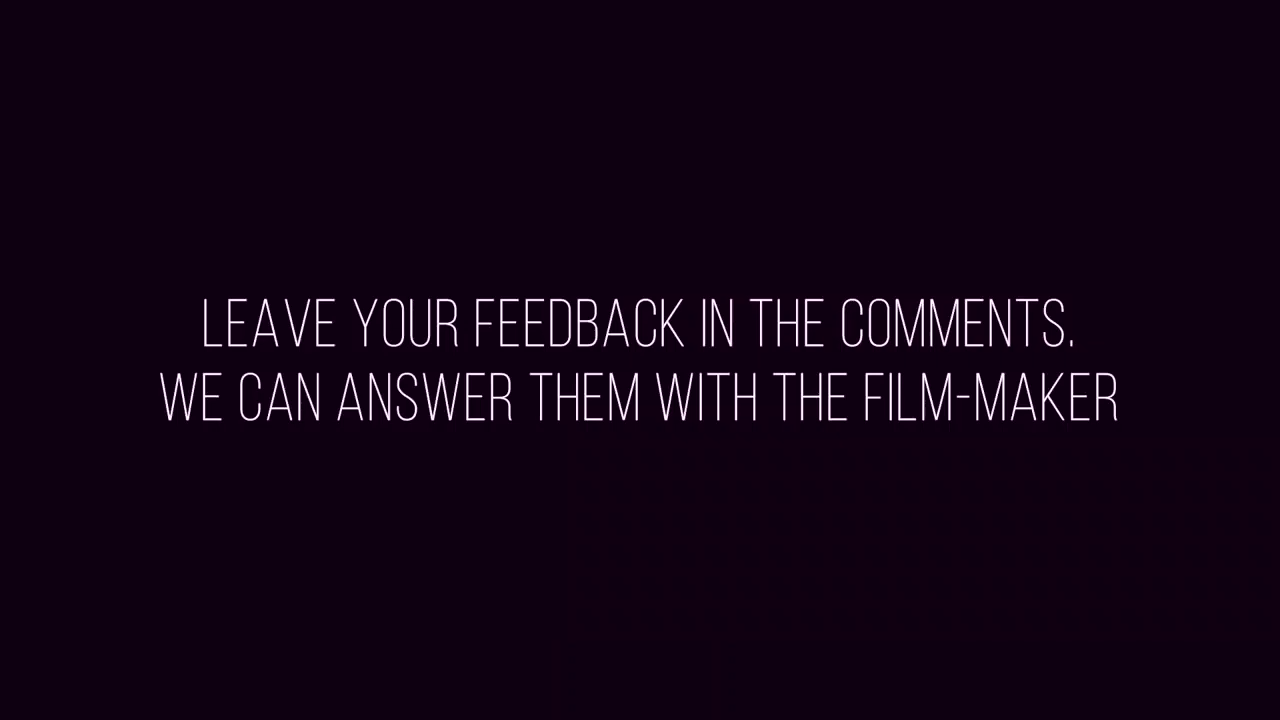 LEAVE YOUR FEEDBACK IN THE COMMENTS.
WE CAN ANSWER THEM WITH THE FILM-MAKER